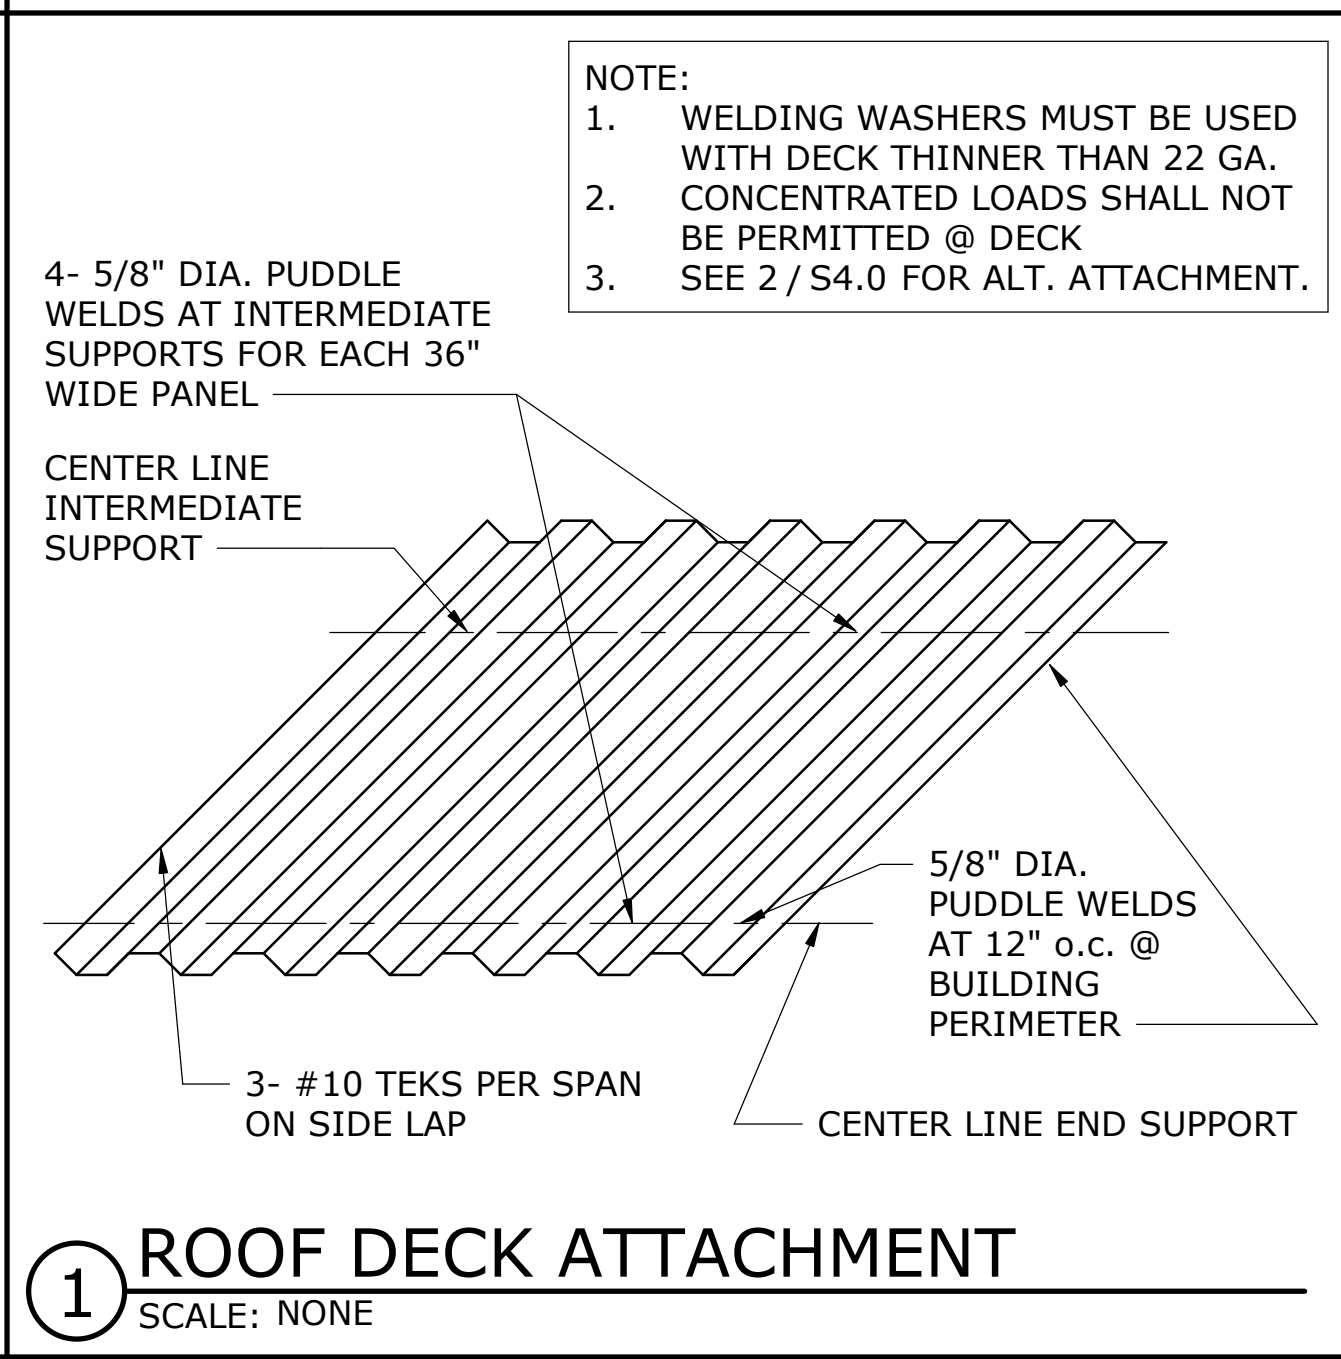 NOTE:
1. WELDING WASHERS MUST BE USED
WITH DECK THINNER THAN 22 GA.
2. CONCENTRATED LOADS SHALL NOT
BE PERMITTED @ DECK
3. SEE 2 / S4.0 FOR ALT. ATTACHMENT.
4- 5/8" DIA. PUDDLE
WELDS AT INTERMEDIATE
SUPPORTS FOR EACH 36"
WIDE PANEL
CENTER LINE
INTERMEDIATE
SUPPORT
5/8" DIA.
PUDDLE WELDS
AT 12" o.c. @
BUILDING
PERIMETER
3- #10 TEKS PER SPAN
ON SIDE LAP
CENTER LINE END SUPPORT
1 ROOF DECK ATTACHMENT
SCALE: NONE